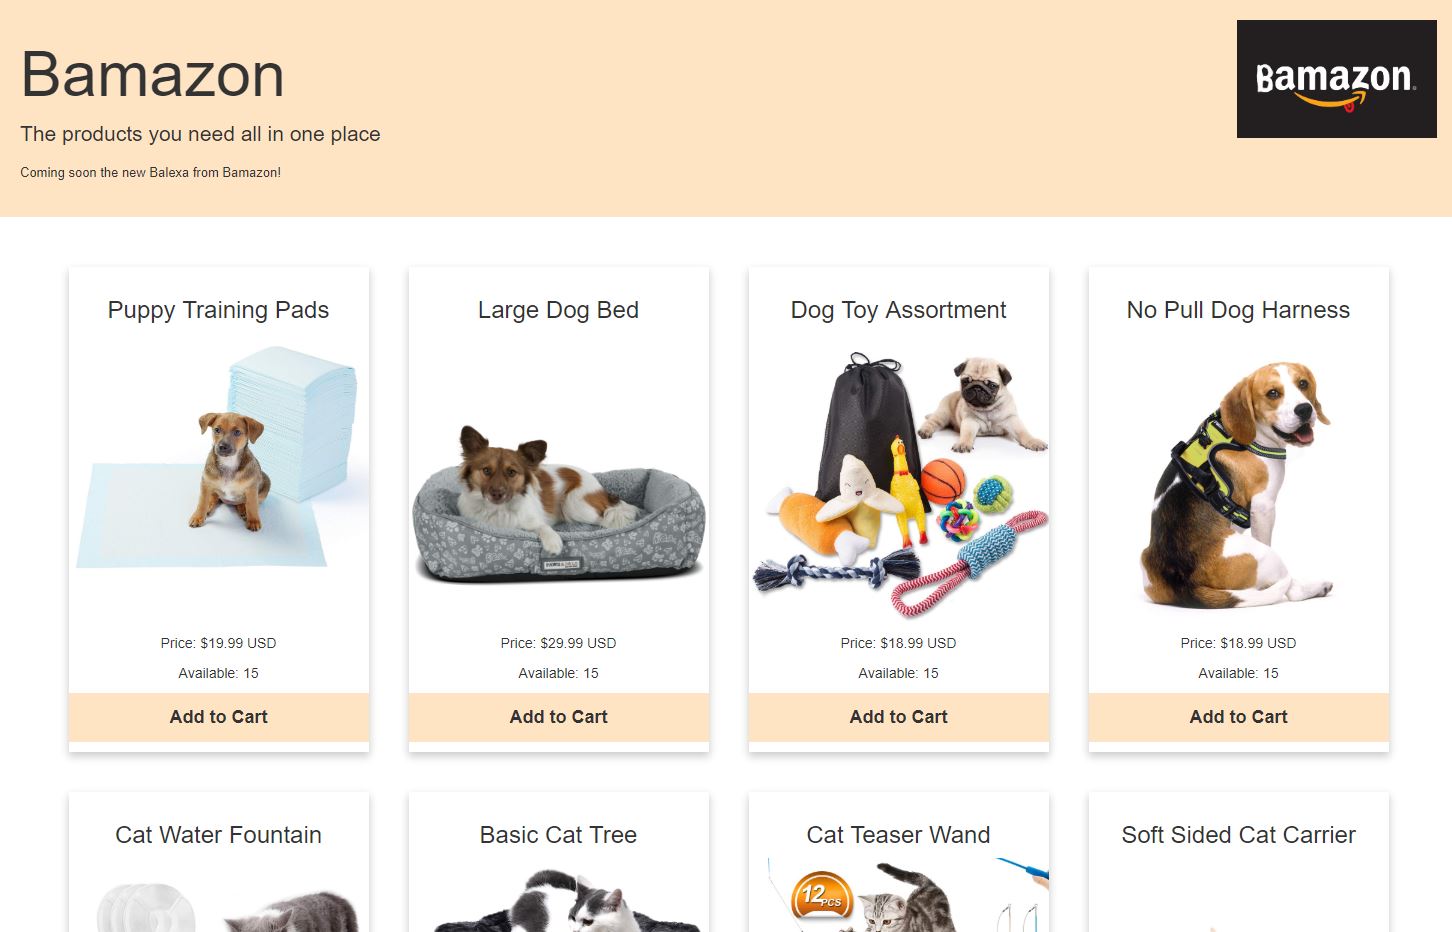 Bamazon
Bamazon
The products you need all in one place
Coming soon the new Balexa from Bamazon!
Puppy Training Pads
Large Dog Bed
Dog Toy Assortment
No Pull Dog Harness
Price: $19.99 USD
Price: $29.99 USD
Price: $18.99 USD
Price: $18.99 USD
Available: 15
Available: 15
Available: 15
Available: 15
Add to Cart
Add to Cart
Add to Cart
Add to Cart
Cat Water Fountain
Basic Cat Tree
Cat Teaser Wand
Soft Sided Cat Carrier
12PCS